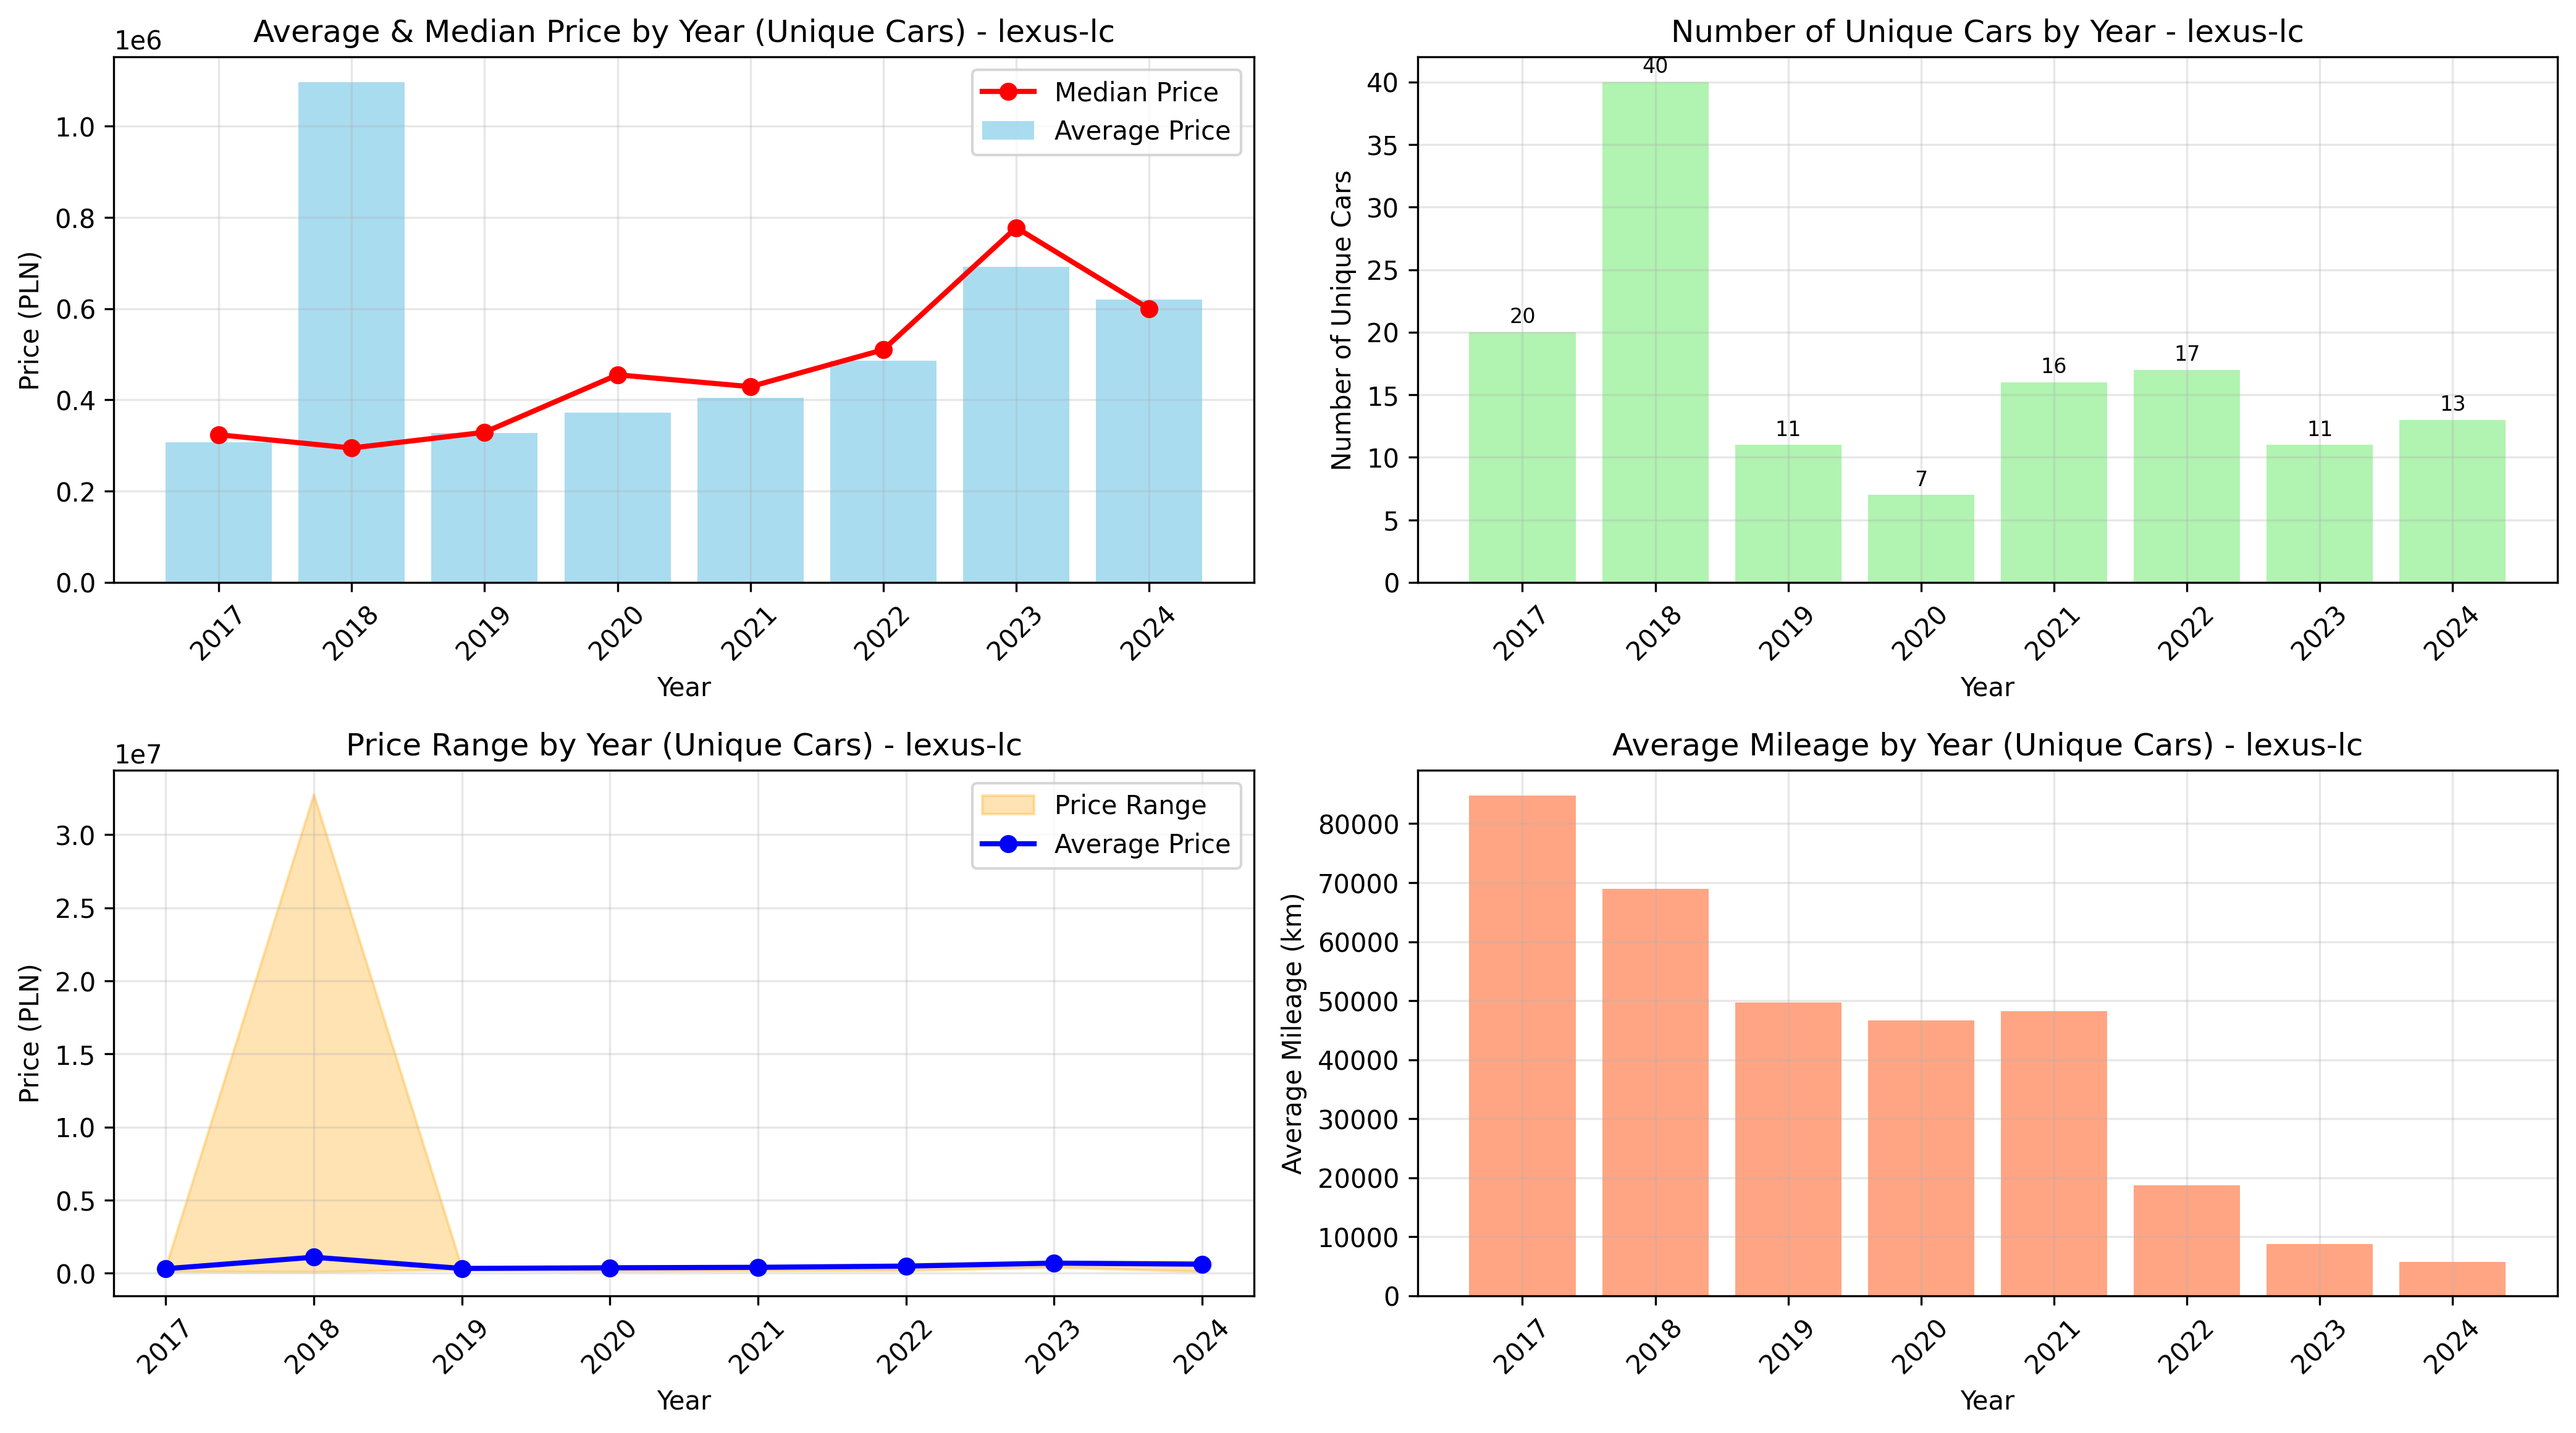 Average & Median Price by Year (Unique Cars) - lexus-lc
1e6
Price (PLN)
1.0
0.8
0.6
0.4
0.2
0.0
Median Price
Average Price
2017 2018 2019 2020 2021 2022 2023 2024
Year
Number of Unique Cars by Year - lexus-lc
Number of Unique Cars
40
35
30
25
20
15
10
5
0
20 40 11 7 16 17 11 13
2017 2018 2019 2020 2021 2022 2023 2024
Year
Price Range by Year (Unique Cars) - lexus-lc
1e7
Price (PLN)
3.0
2.5
2.0
1.5
1.0
0.5
0.0
Price Range
Average Price
2017 2018 2019 2020 2021 2022 2023 2024
Year
Average Mileage by Year (Unique Cars) - lexus-lc
Average Mileage (km)
80000
70000
60000
50000
40000
30000
20000
10000
0
2017 2018 2019 2020 2021 2022 2023 2024
Year